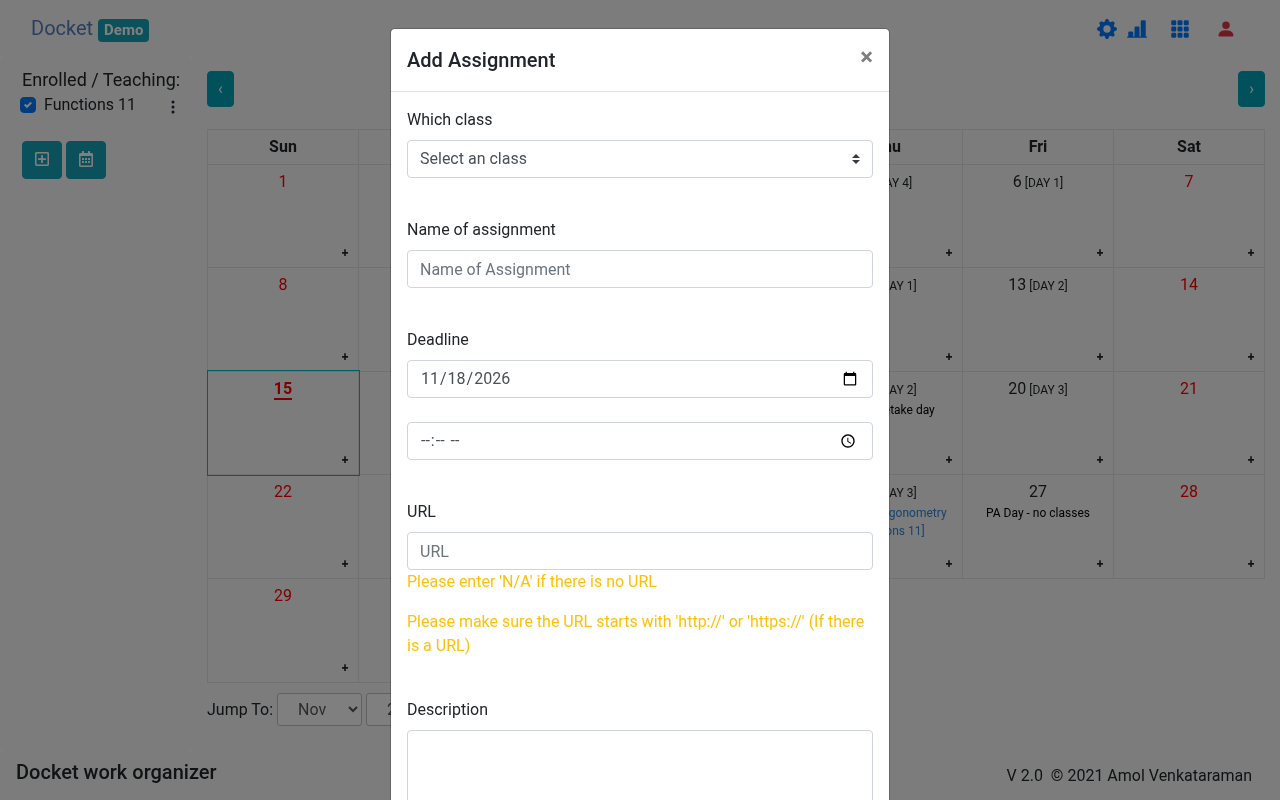 Docket Demo
Enrolled / Teaching:
Functions 11
‹
›
Sun
Fri
Sat
1
6 [DAY 1]
7
+
+
+
+
8
13 [DAY 2]
14
+
+
+
+
15
20 [DAY 3]
21
take day
+
+
+
+
22
27
28
PA Day - no classes
+
+
+
+
29
+
Jump To: Nov
Docket work organizer
V 2.0 © 2021 Amol Venkataraman
Add Assignment
×
Which class
Select an class
Name of assignment
Name of Assignment
Deadline
11/18/2026
--:-- --
URL
URL
Please enter 'N/A' if there is no URL
Please make sure the URL starts with 'http://' or 'https://' (If there
is a URL)
Description